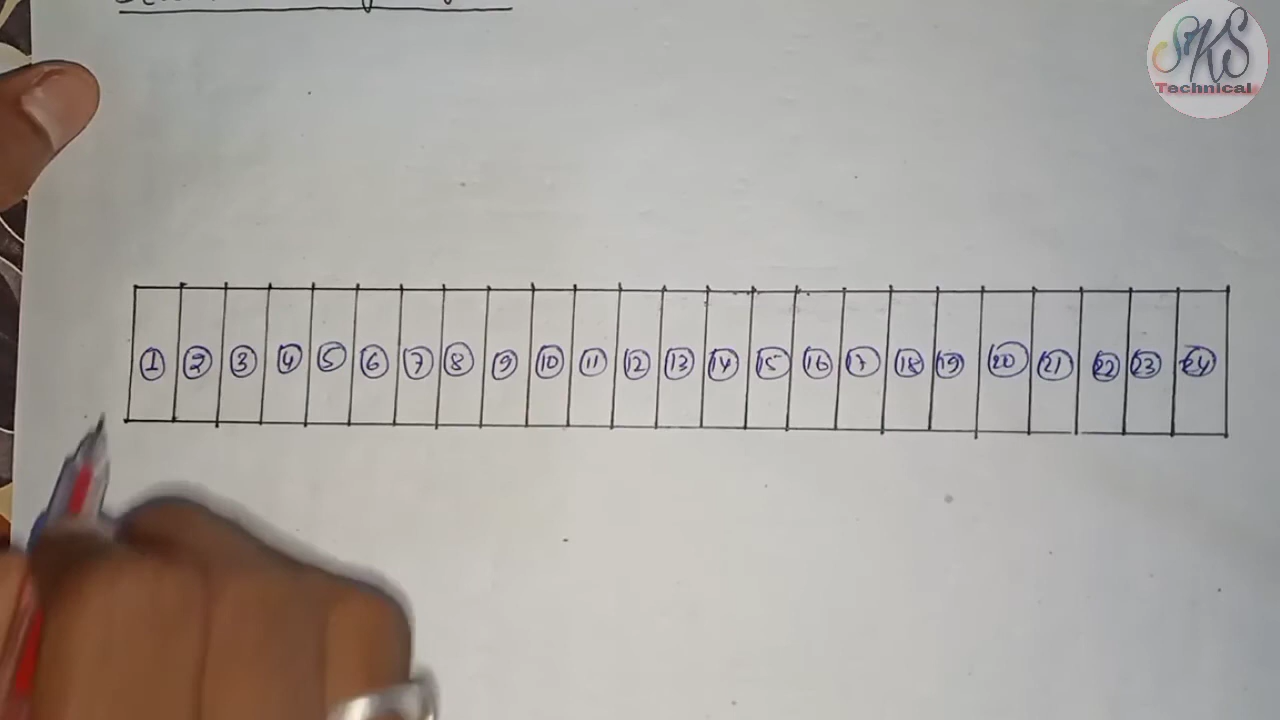 SKS
Technical
① ② ③ ④ ⑤ ⑥ ⑦ ⑧ ⑨ ⑩ ⑪ ⑫ ⑬ ⑭ ⑮ ⑯ ⑰ ⑱ ⑲ ⑳ ㉑ ㉒ ㉓ ㉔